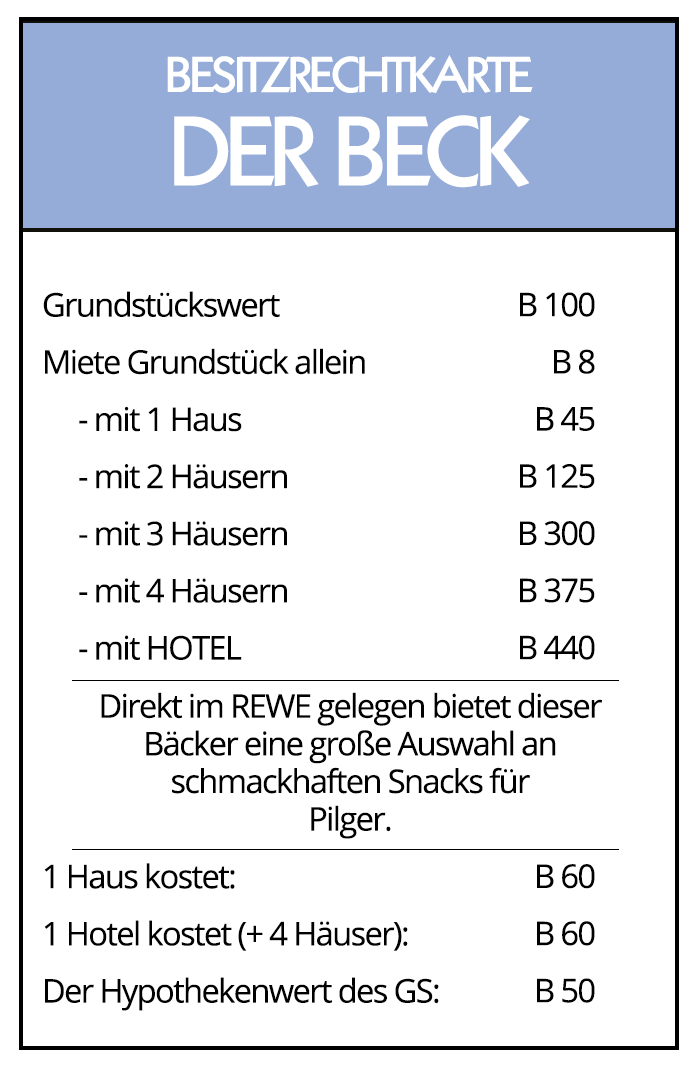 BESITZRECHTKARTE
DER BECK
Grundstückswert B 100
Miete Grundstück allein B 8
- mit 1 Haus B 45
- mit 2 Häusern B 125
- mit 3 Häusern B 300
- mit 4 Häusern B 375
- mit HOTEL B 440
Direkt im REWE gelegen bietet dieser
Bäcker eine große Auswahl an
schmackhaften Snacks für
Pilger.
1 Haus kostet: B 60
1 Hotel kostet (+ 4 Häuser): B 60
Der Hypothekenwert des GS: B 50